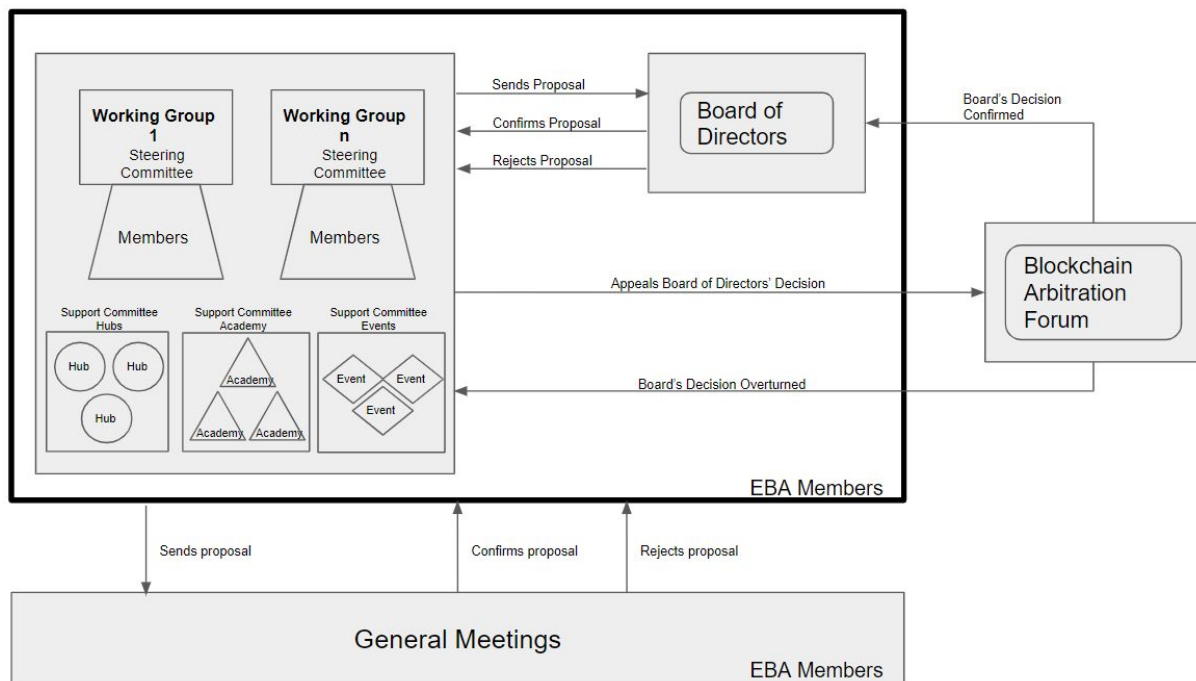 Working Group
1
Steering
Committee
Members
Working Group
n
Steering
Committee
Members
Support Committee
Hubs
Hub
Hub
Hub
Support Committee
Academy
Academy
Academy
Academy
Support Committee
Events
Event
Event
Event
Sends Proposal
Confirms Proposal
Rejects Proposal
Board of
Directors
Board's Decision
Confirmed
Appeals Board of Directors' Decision
Blockchain
Arbitration
Forum
Board's Decision Overturned
EBA Members
Sends proposal
Confirms proposal
Rejects proposal
General Meetings
EBA Members